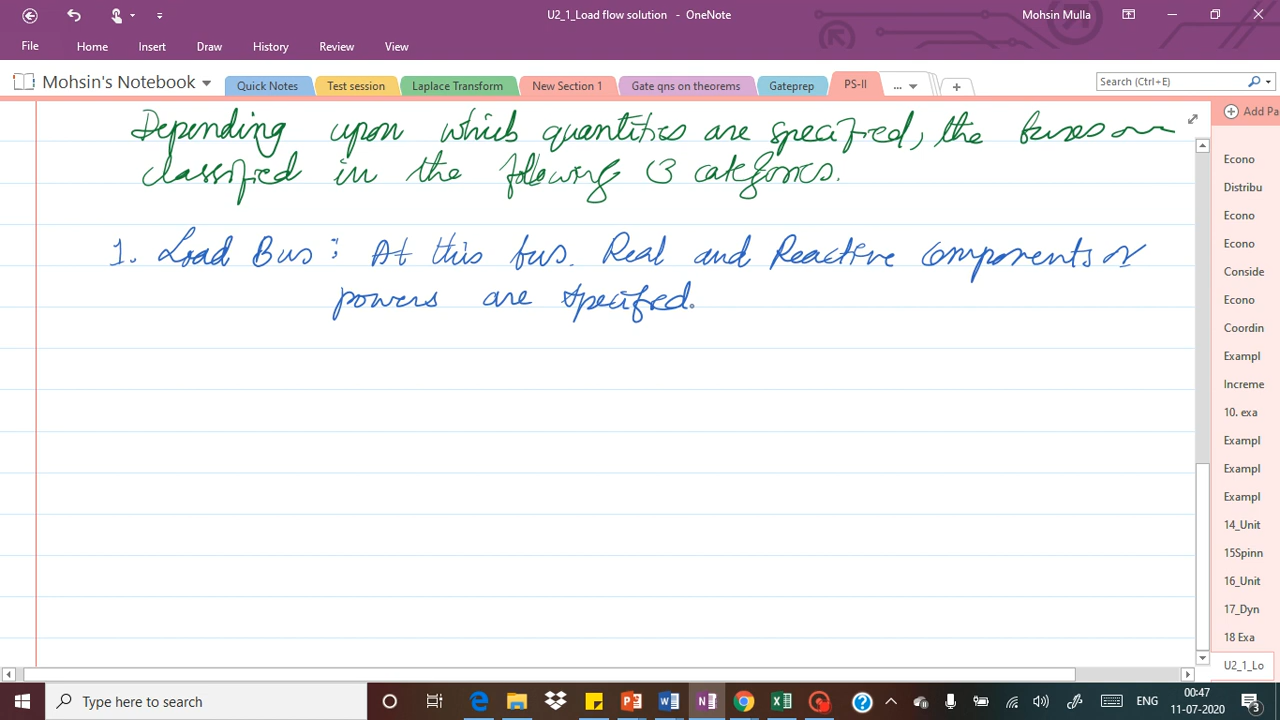 U2_1_Load flow solution - OneNote
Mohsin Mulla
File Home Insert Draw History Review View
Mohsin's Notebook
Quick Notes
Test session
Laplace Transform
New Section 1
Gate qns on theorems
Gateprep
PS-II
...
Search (Ctrl+E)
Depending upon which quantities are specified, the buses are
classified in the following 3 categories.
1. Load Bus : At this bus. Real and Reactive components of
powers are specified.
Add Pa
Econo
Distribu
Econo
Econo
Conside
Econo
Coordin
Exampl
Increme
10. exa
Exampl
Exampl
Exampl
14_Unit
15Spinn
16_Unit
17_Dyn
18 Exa
U2_1_Lo
Type here to search
ENG
00:47
11-07-2020
3